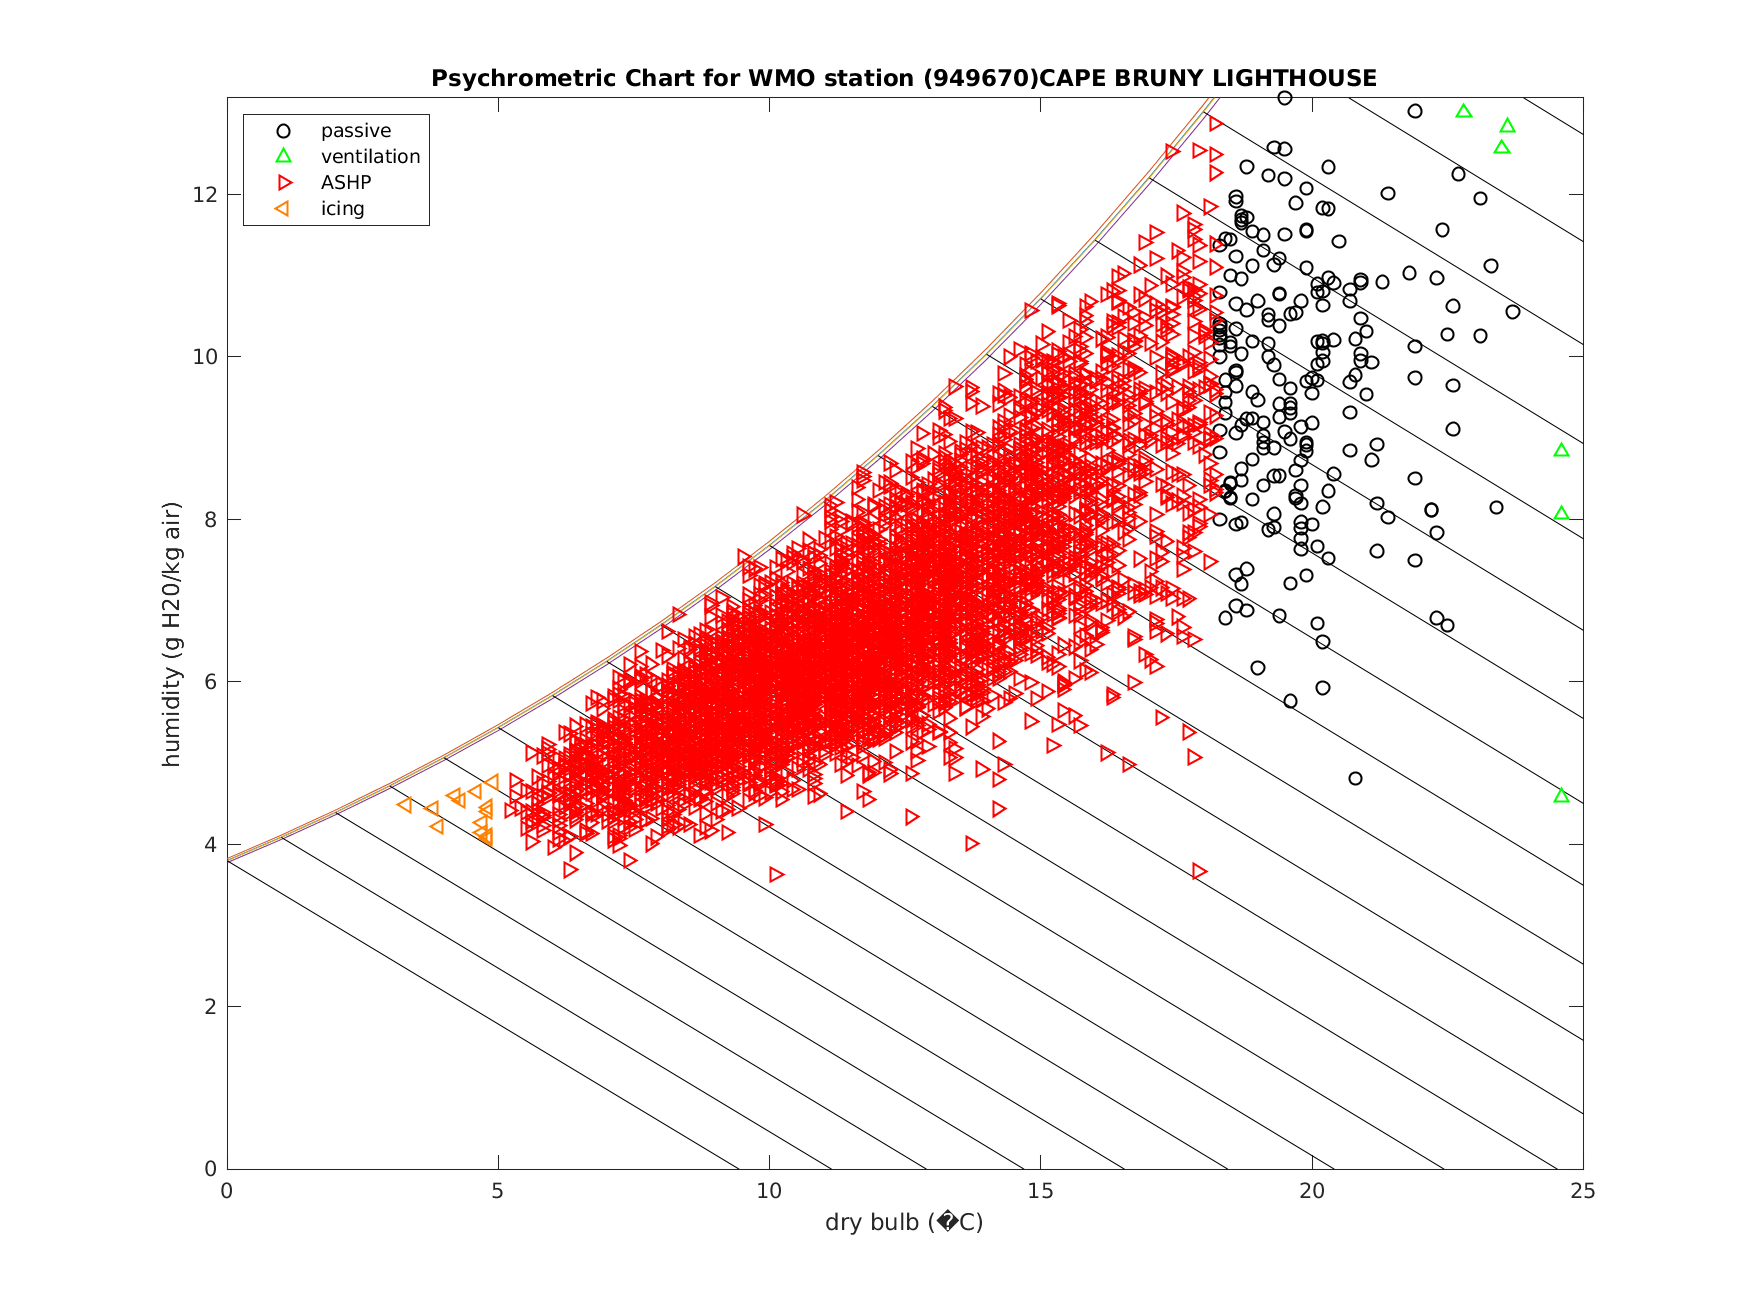 Psychrometric Chart for WMO station (949670)CAPE BRUNY LIGHTHOUSE
passive
ventilation
ASHP
icing
humidity (g H20/kg air)
12
10
8
6
4
2
0
0 5 10 15 20 25
dry bulb (�C)